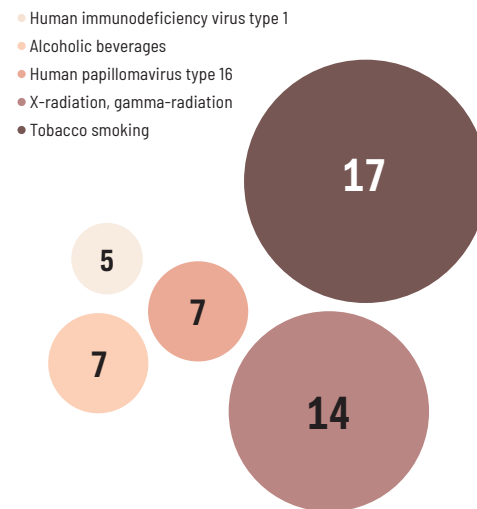 Human immunodeficiency virus type 1
Alcoholic beverages
Human papillomavirus type 16
X-radiation, gamma-radiation
Tobacco smoking
17
5
7
7
14